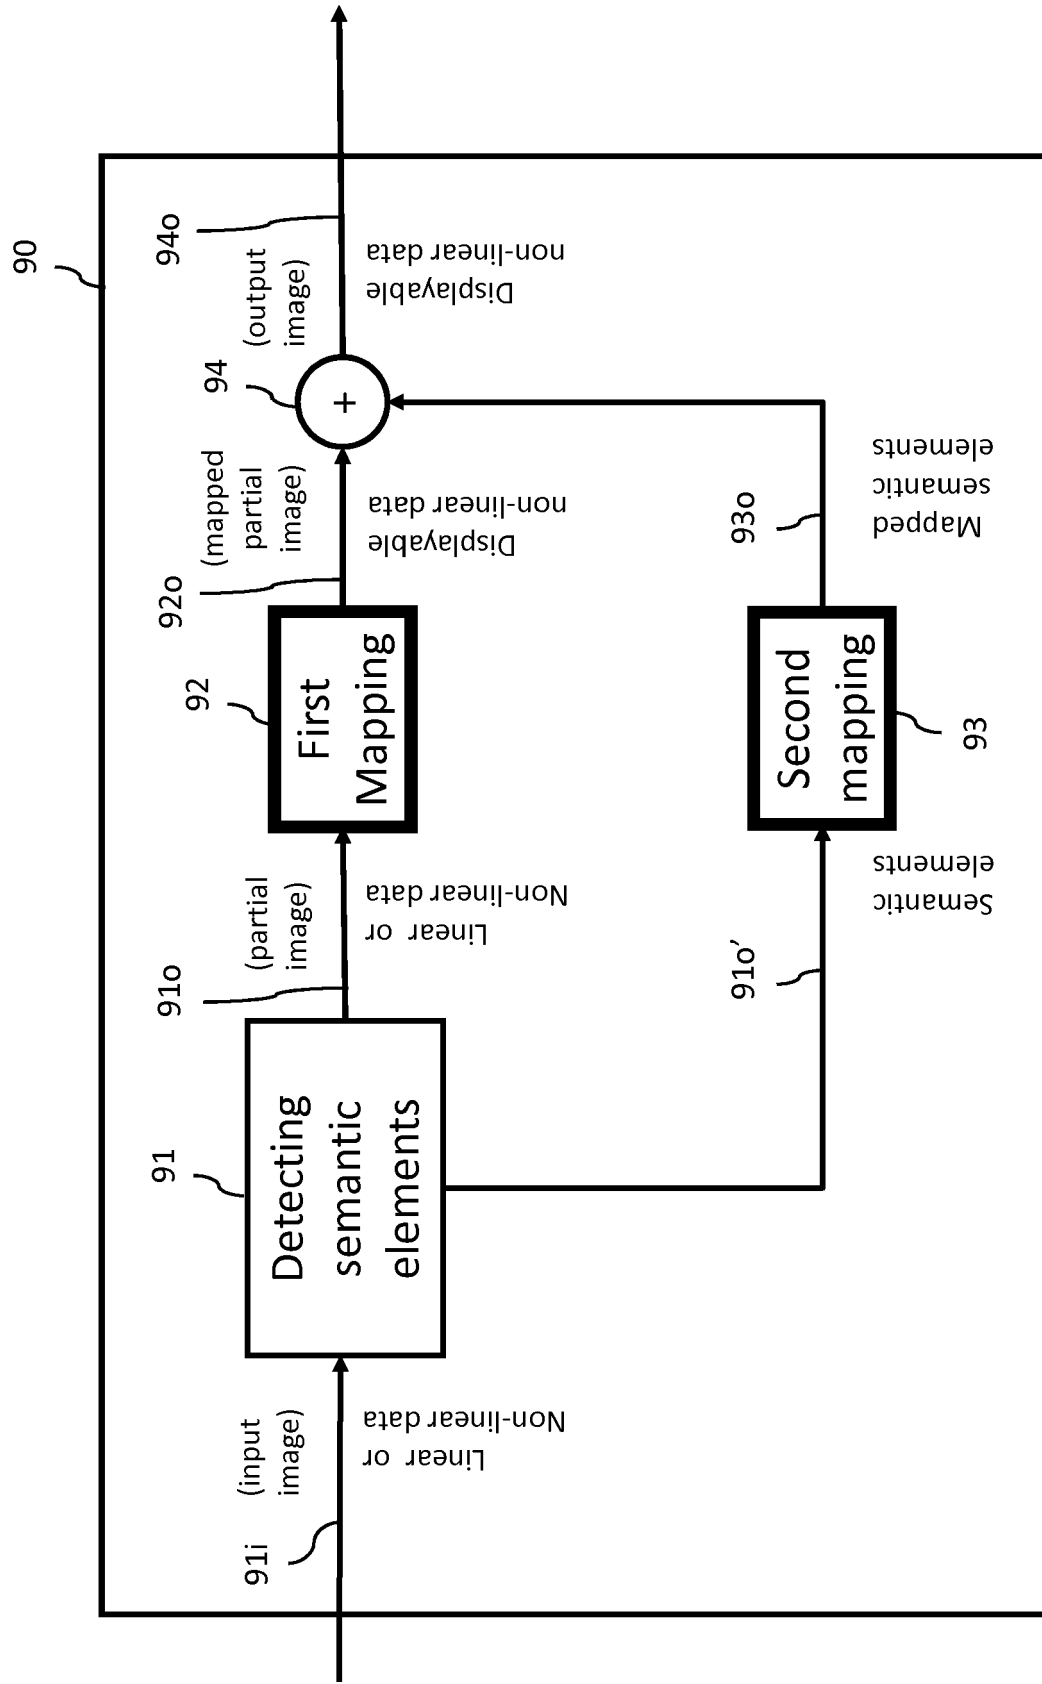 90
91i
(input
image)
Linear or
Non-linear data
91
Detecting
semantic
elements
91o
(partial
image)
Linear or
Non-linear data
92
First
Mapping
92o
(mapped
partial
image)
Displayable
non-linear data
94
+
(output
image)
94o
Displayable
non-linear data
91o’
Semantic
elements
Second
mapping
93
93o
Mapped
semantic
elements